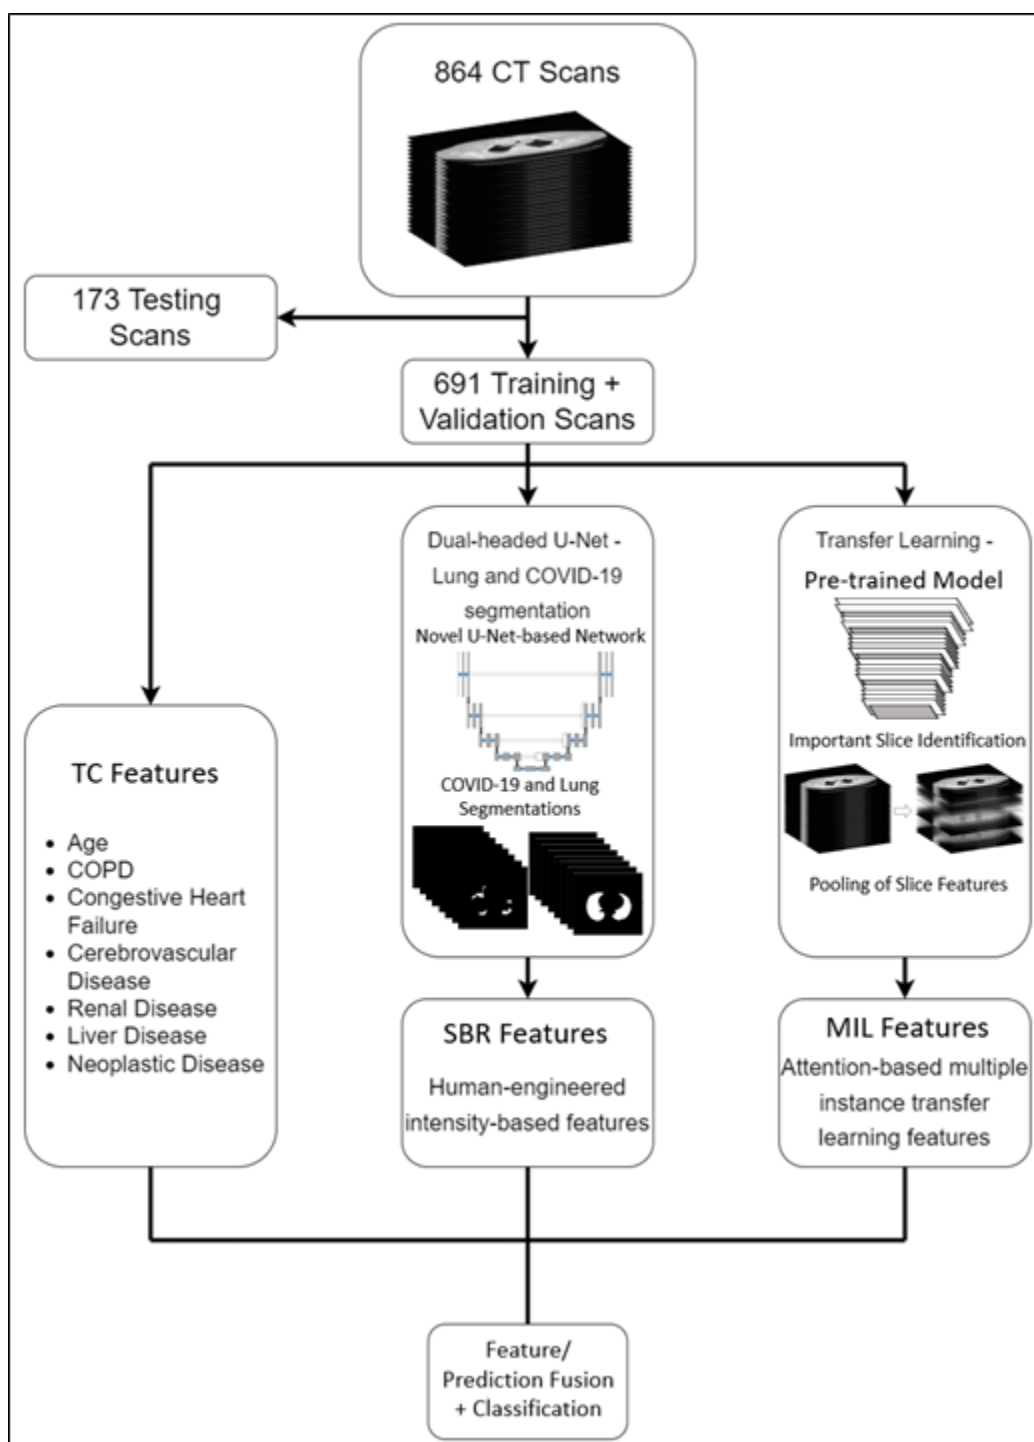 864 CT Scans
173 Testing
Scans
691 Training +
Validation Scans
TC Features
• Age
• COPD
• Congestive Heart
Failure
• Cerebrovascular
Disease
• Renal Disease
• Liver Disease
• Neoplastic Disease
Dual-headed U-Net -
Lung and COVID-19
segmentation
Novel U-Net-based Network
COVID-19 and Lung
Segmentations
SBR Features
Human-engineered
intensity-based features
Transfer Learning -
Pre-trained Model
Important Slice Identification
Pooling of Slice Features
MIL Features
Attention-based multiple
instance transfer
learning features
Feature/
Prediction Fusion
+ Classification